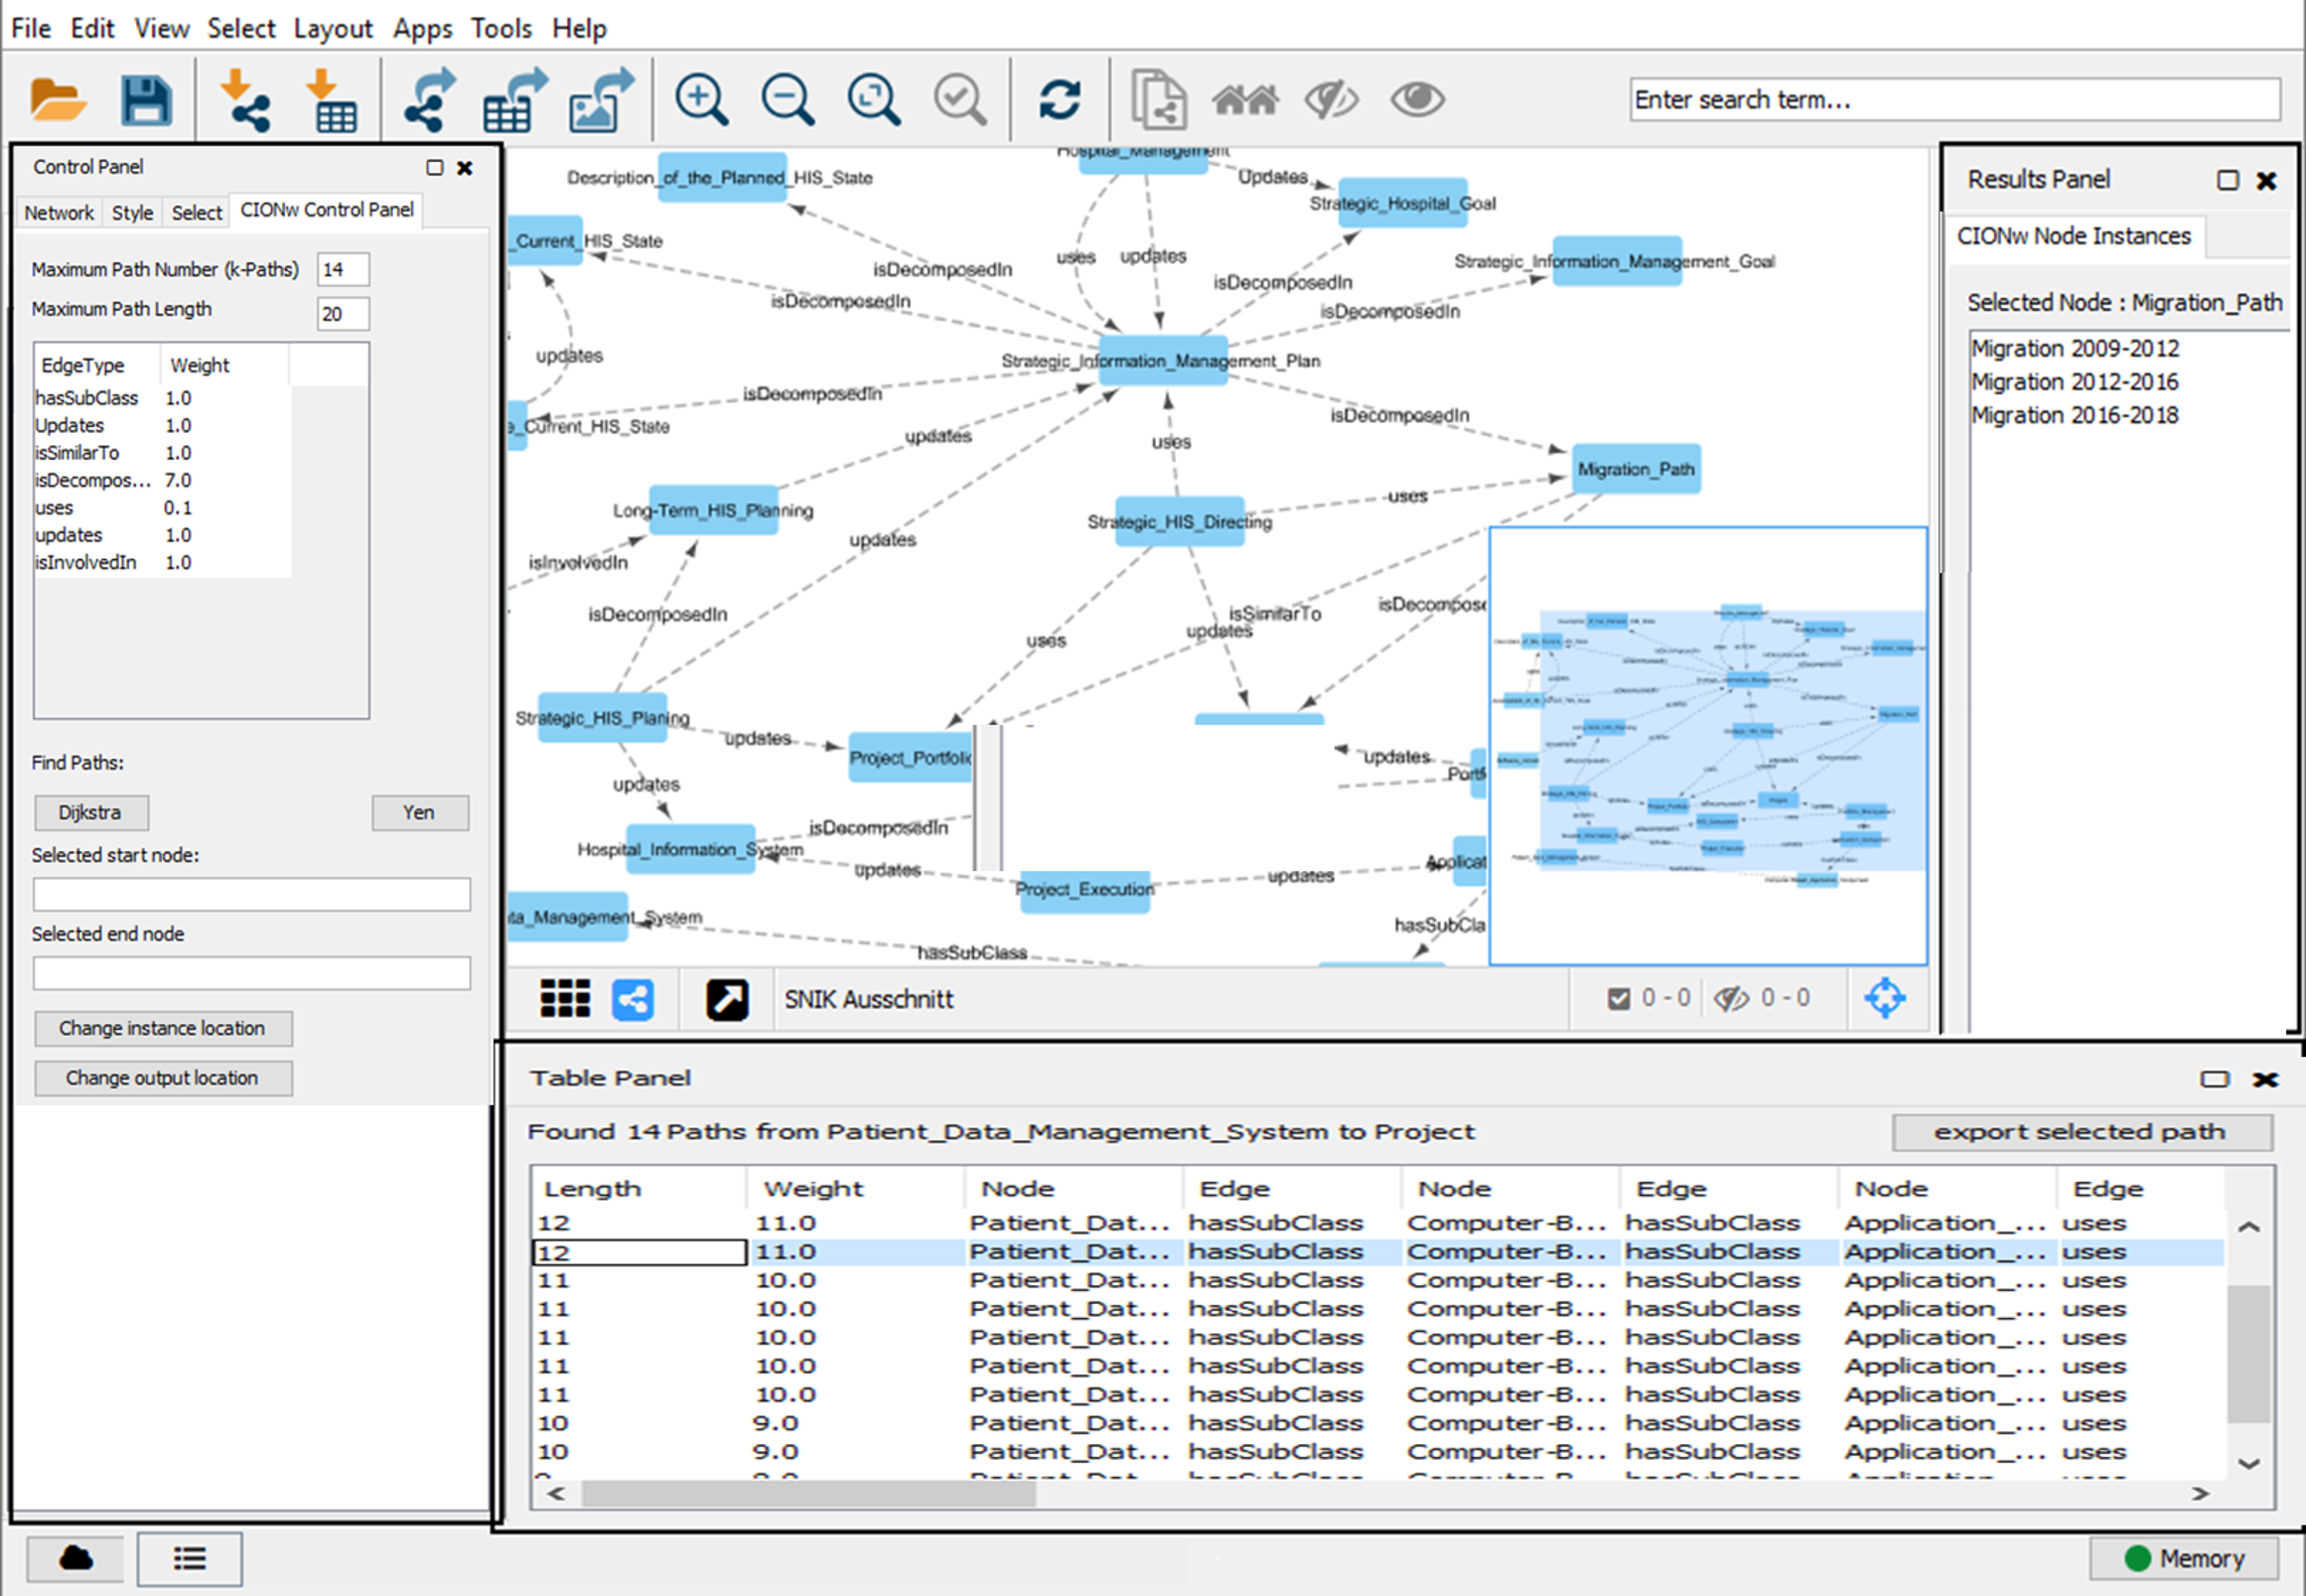 File Edit View Select Layout Apps Tools Help
Enter search term...
Control Panel
Network Style Select CIONw Control Panel
Maximum Path Number (k-Paths) 14
Maximum Path Length 20
EdgeType Weight
hasSubClass 1.0
Updates 1.0
isSimilarTo 1.0
isDecompos... 7.0
uses 0.1
updates 1.0
isInvolvedIn 1.0
Find Paths:
Dijkstra Yen
Selected start node:
Selected end node
Change instance location
Change output location
Hospital_Management
Description_of_the_Planned_HIS_State
Updates
Strategic_Hospital_Goal
_Current_HIS_State
uses
updates
isDecomposedIn
isDecomposedIn
Strategic_Information_Management_Goal
isDecomposedIn
isDecomposedIn
updates
Strategic_Information_Management_Plan
isDecomposedIn
isDecomposedIn
e_Current_HIS_State
updates
uses
Migration_Path
uses
Long-Term_HIS_Planning
Strategic_HIS_Directing
updates
isInvolvedIn
isDecomposedIn
isSimilarTo
isDecompose
updates
uses
Strategic_HIS_Planing
updates
Project_Portfolio
updates
Portf
updates
isDecomposedIn
Hospital_Information_System
updates
Applicat
updates
Project_Execution
ta_Management_System
hasSubCla
hasSubClass
SNIK Ausschnitt
0 - 0
0 - 0
Results Panel
CIONw Node Instances
Selected Node : Migration_Path
Migration 2009-2012
Migration 2012-2016
Migration 2016-2018
Table Panel
Found 14 Paths from Patient_Data_Management_System to Project
export selected path
Length Weight Node Edge Node Edge Node Edge
12 11.0 Patient_Dat... hasSubClass Computer-B... hasSubClass Application_... uses
12 11.0 Patient_Dat... hasSubClass Computer-B... hasSubClass Application_... uses
11 10.0 Patient_Dat... hasSubClass Computer-B... hasSubClass Application_... uses
11 10.0 Patient_Dat... hasSubClass Computer-B... hasSubClass Application_... uses
11 10.0 Patient_Dat... hasSubClass Computer-B... hasSubClass Application_... uses
11 10.0 Patient_Dat... hasSubClass Computer-B... hasSubClass Application_... uses
11 10.0 Patient_Dat... hasSubClass Computer-B... hasSubClass Application_... uses
10 9.0 Patient_Dat... hasSubClass Computer-B... hasSubClass Application_... uses
10 9.0 Patient_Dat... hasSubClass Computer-B... hasSubClass Application_... uses
Memory